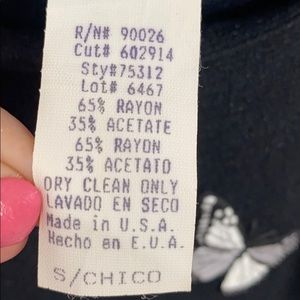 R/N# 90026
Cut# 602914
Sty#75312
Lot# 6467
65% RAYON
35% ACETATE
65% RAYON
35% ACETATO
DRY CLEAN ONLY
LAVADO EN SECO
Made in U.S.A.
Hecho en E.U.A.
S/CHICO